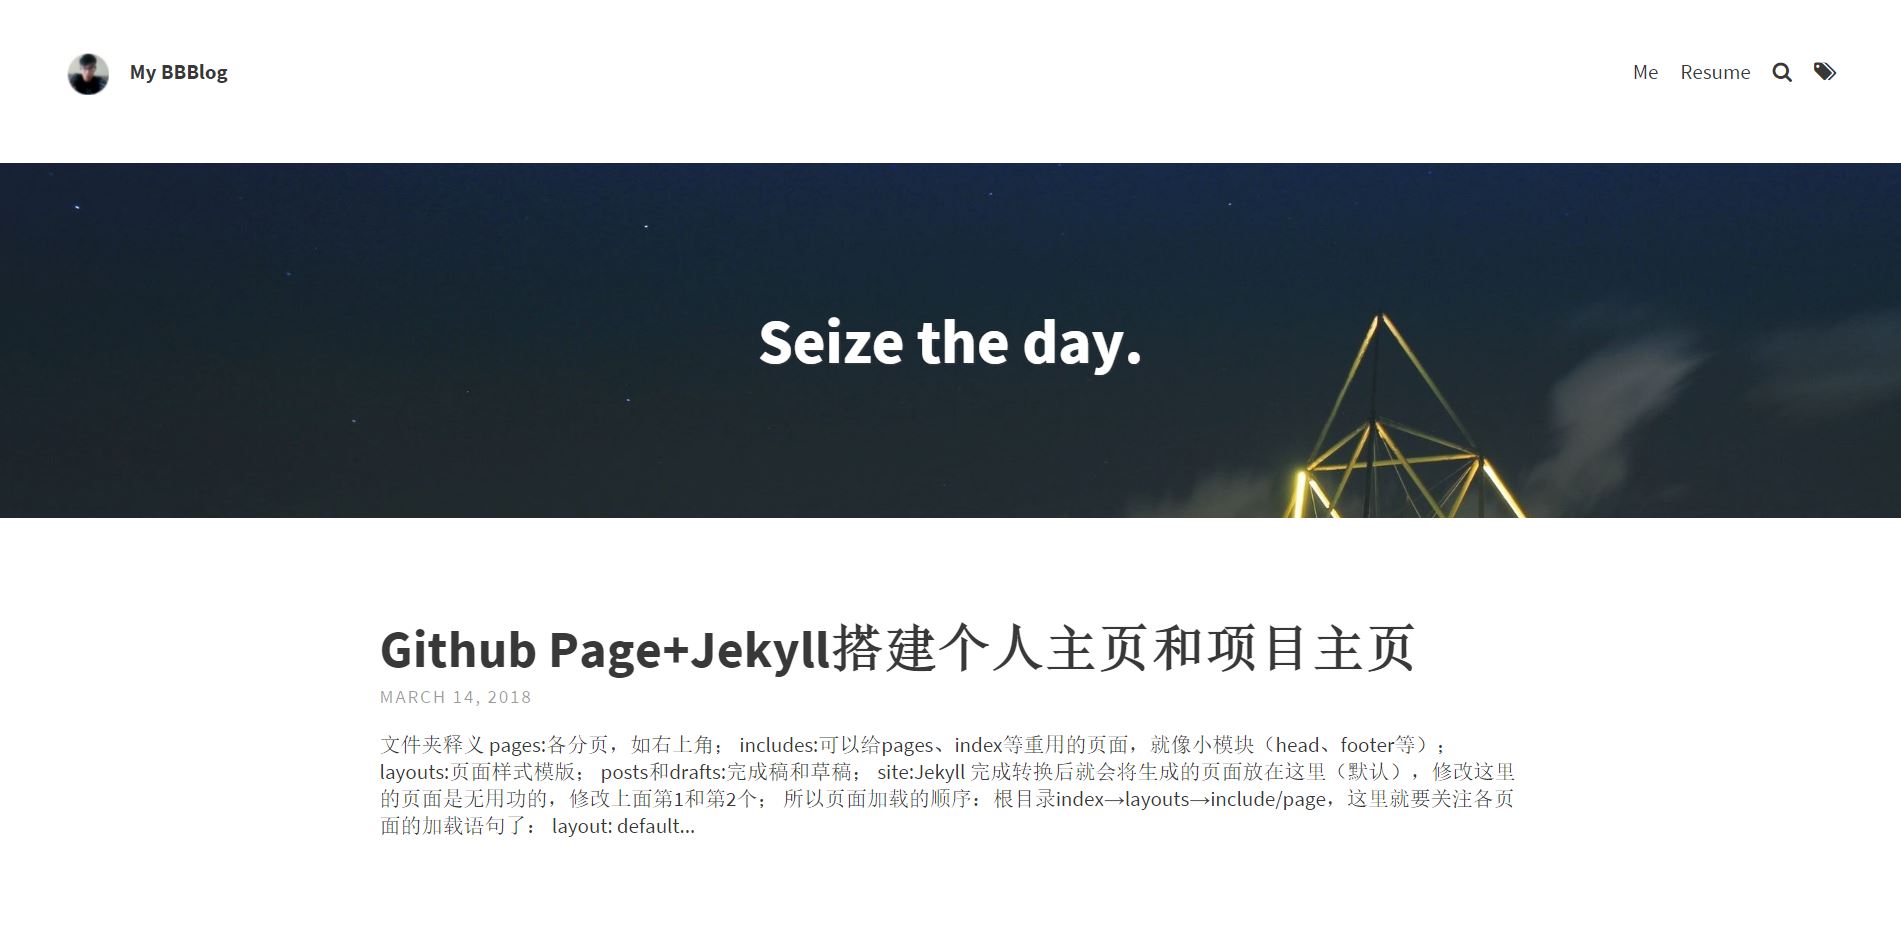 My BBBlog
Me Resume
Seize the day.
Github Page+Jekyll搭建个人主页和项目主页
MARCH 14, 2018
文件夹释义 pages:各分页，如右上角； includes:可以给pages、index等重用的页面，就像小模块（head、footer等）；
layouts:页面样式模版； posts和drafts:完成稿和草稿； site:Jekyll 完成转换后就会将生成的页面放在这里（默认），修改这里
的页面是无用功的，修改上面第1和第2个； 所以页面加载的顺序：根目录index→layouts→include/page，这里就要关注各页
面的加载语句了： layout: default...